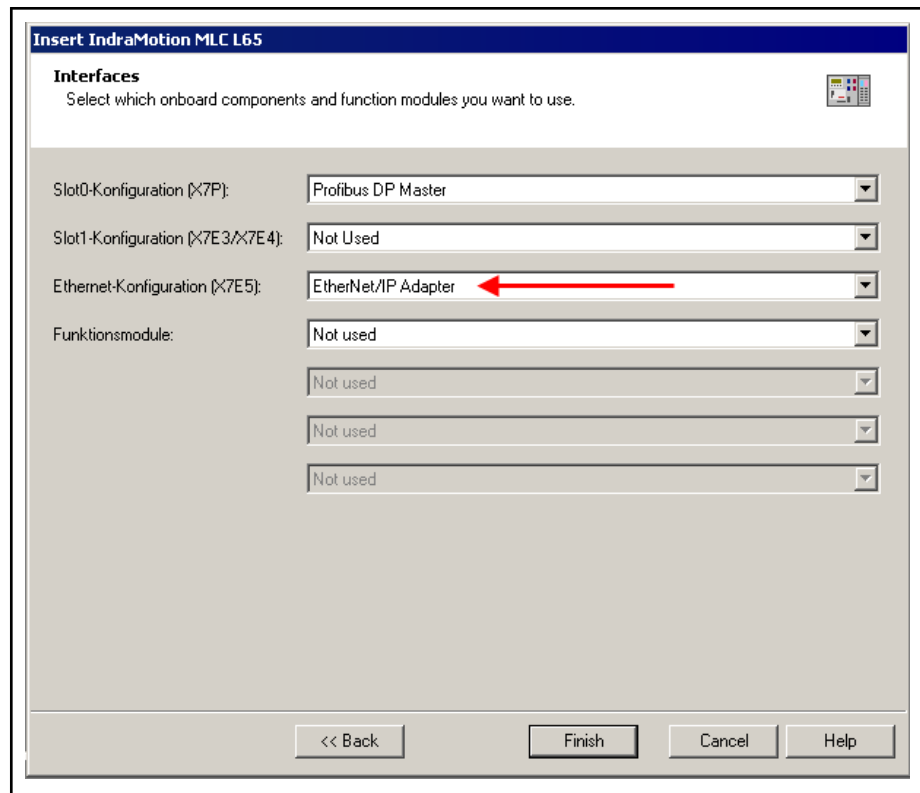 Insert IndraMotion MLC L65
Interfaces
Select which onboard components and function modules you want to use.
Slot0-Konfiguration (X7P): Profibus DP Master
Slot1-Konfiguration (X7E3/X7E4): Not Used
Ethernet-Konfiguration (X7E5): EtherNet/IP Adapter
Funktionsmodule: Not used
Not used
Not used
Not used
<< Back Finish Cancel Help